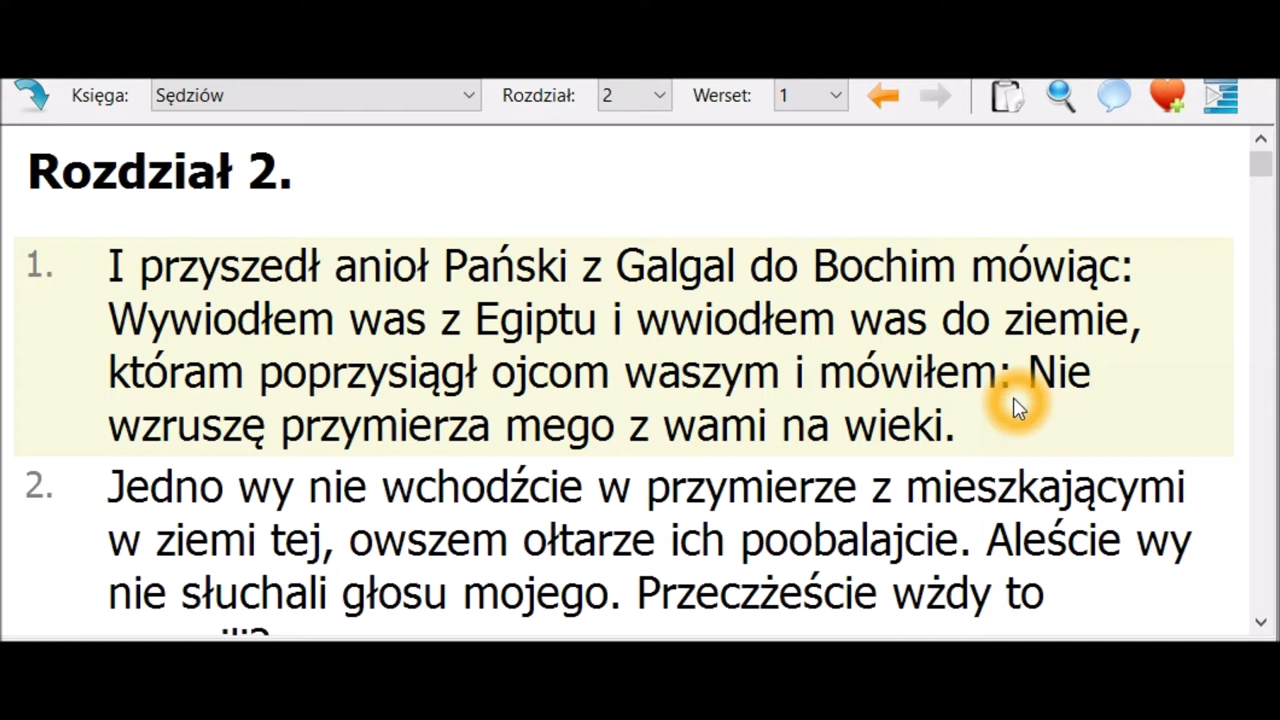 Księga: Sędziów Rozdział: 2 Werset: 1
Rozdział 2.
1. I przyszedł anioł Pański z Galgal do Bochim mówiąc:
Wywiodłem was z Egiptu i wwiodłem was do ziemie,
któram poprzysiągł ojcom waszym i mówiłem: Nie
wzruszę przymierza mego z wami na wieki.
2. Jedno wy nie wchodźcie w przymierze z mieszkającymi
w ziemi tej, owszem ołtarze ich poobalajcie. Aleście wy
nie słuchali głosu mojego. Przeczżeście wżdy to